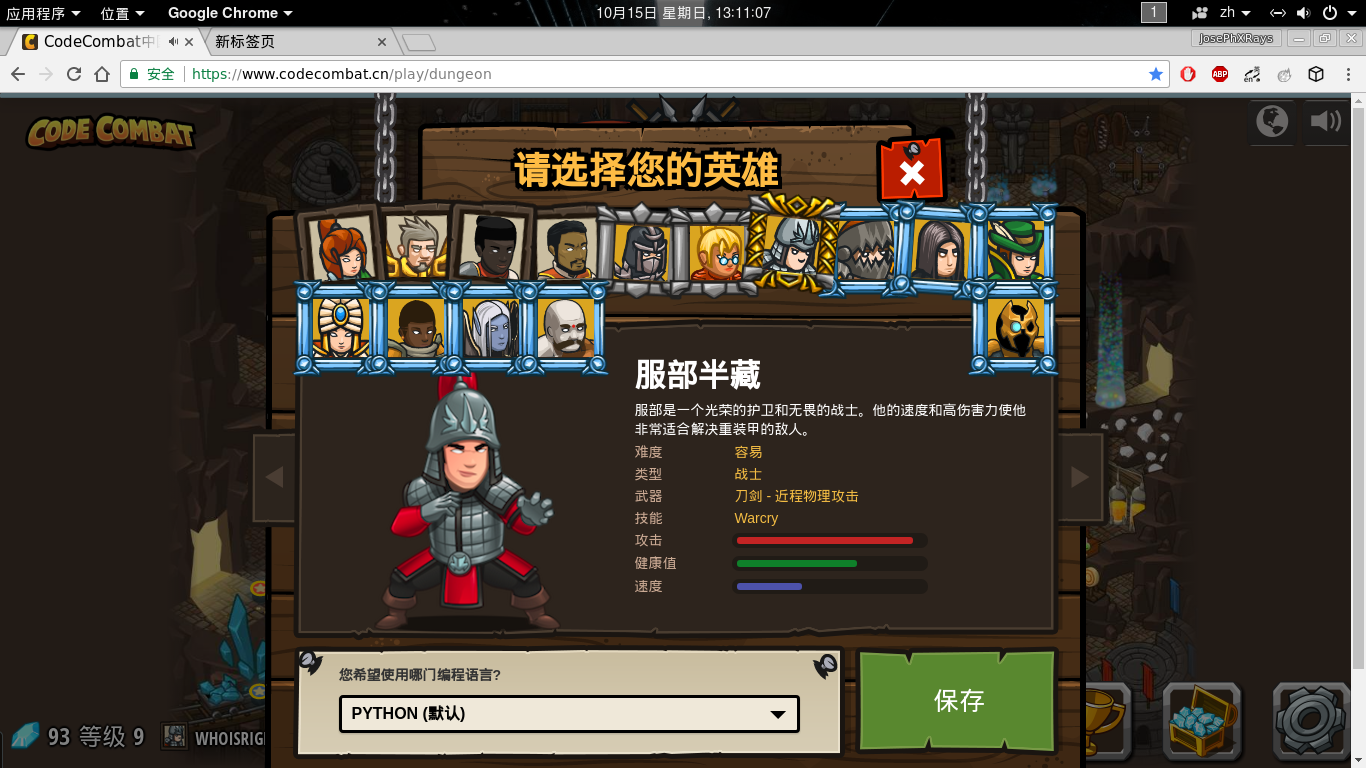 应用程序 位置 Google Chrome 10月15日 星期日, 13:11:07 1 zh
CodeCombat中 新标签页 JosePhXRays
安全 https://www.codecombat.cn/play/dungeon ABP en
CODE COMBAT
请选择您的英雄
服部半藏
服部是一个光荣的护卫和无畏的战士。他的速度和高伤害力使他
非常适合解决重装甲的敌人。
难度 容易
类型 战士
武器 刀剑 - 近程物理攻击
技能 Warcry
攻击
健康值
速度
您希望使用哪门编程语言?
PYTHON (默认)
保存
93 等级 9 WHOISRIG